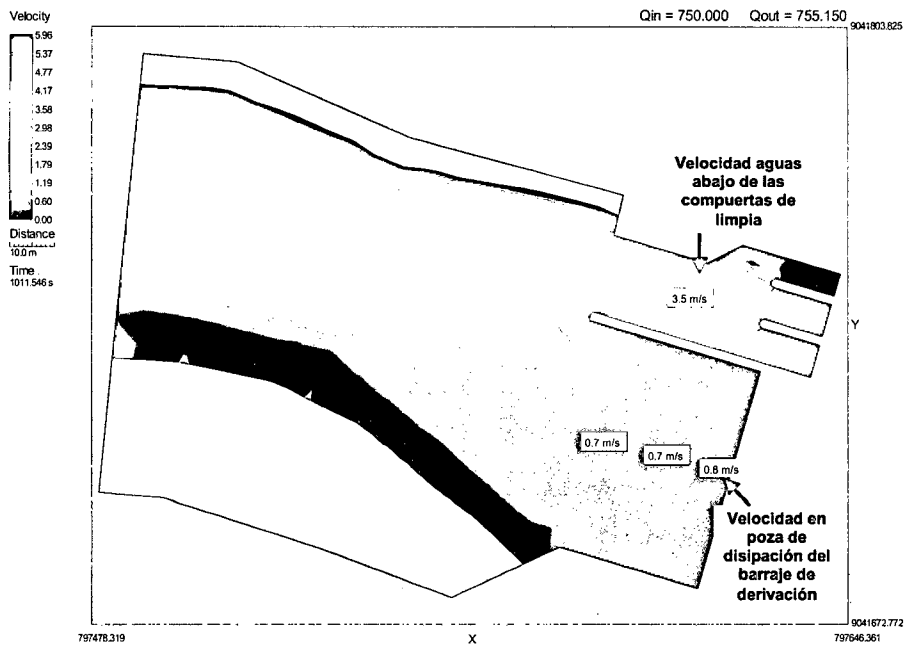 Velocity
5.96
5.37
4.77
4.17
3.58
2.98
2.39
1.79
1.19
0.60
0.00
Distance
10.0 m
Time
1011.546 s
Qin = 750.000 Qout = 755.150
9041803.825
Velocidad aguas
abajo de las
compuertas de
limpia
3.5 m/s
Y
0.7 m/s
0.7 m/s
0.8 m/s
Velocidad en
poza de
disipación del
barraje de
derivación
9041672.772
797478.319
X
797646.361